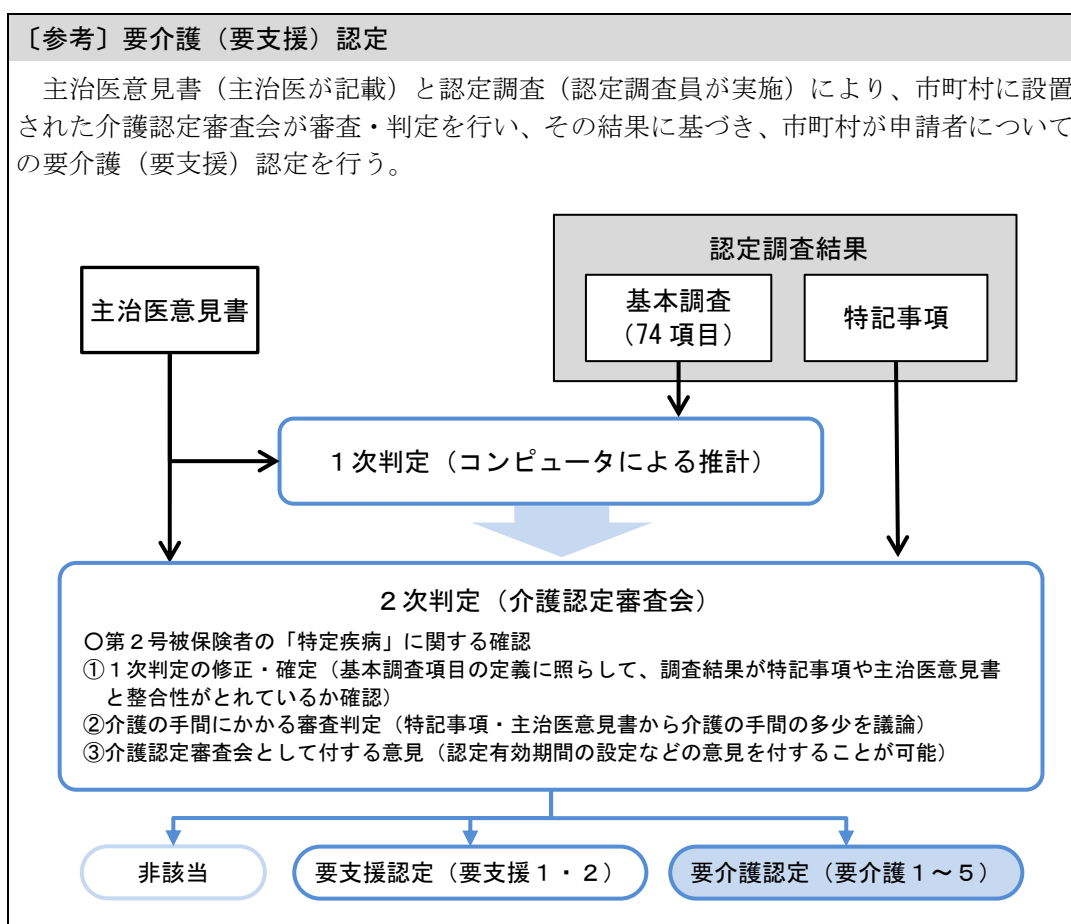 〔参考〕要介護（要支援）認定
主治医意見書（主治医が記載）と認定調査（認定調査員が実施）により、市町村に設置
された介護認定審査会が審査・判定を行い、その結果に基づき、市町村が申請者について
の要介護（要支援）認定を行う。
認定調査結果
主治医意見書
基本調査
（74 項目）
特記事項
１次判定（コンピュータによる推計）
２次判定（介護認定審査会）
〇第２号被保険者の「特定疾病」に関する確認
①１次判定の修正・確定（基本調査項目の定義に照らして、調査結果が特記事項や主治医意見書
と整合性がとれているか確認）
②介護の手間にかかる審査判定（特記事項・主治医意見書から介護の手間の多少を議論）
③介護認定審査会として付する意見（認定有効期間の設定などの意見を付することが可能）
非該当
要支援認定（要支援１・２）
要介護認定（要介護１～５）